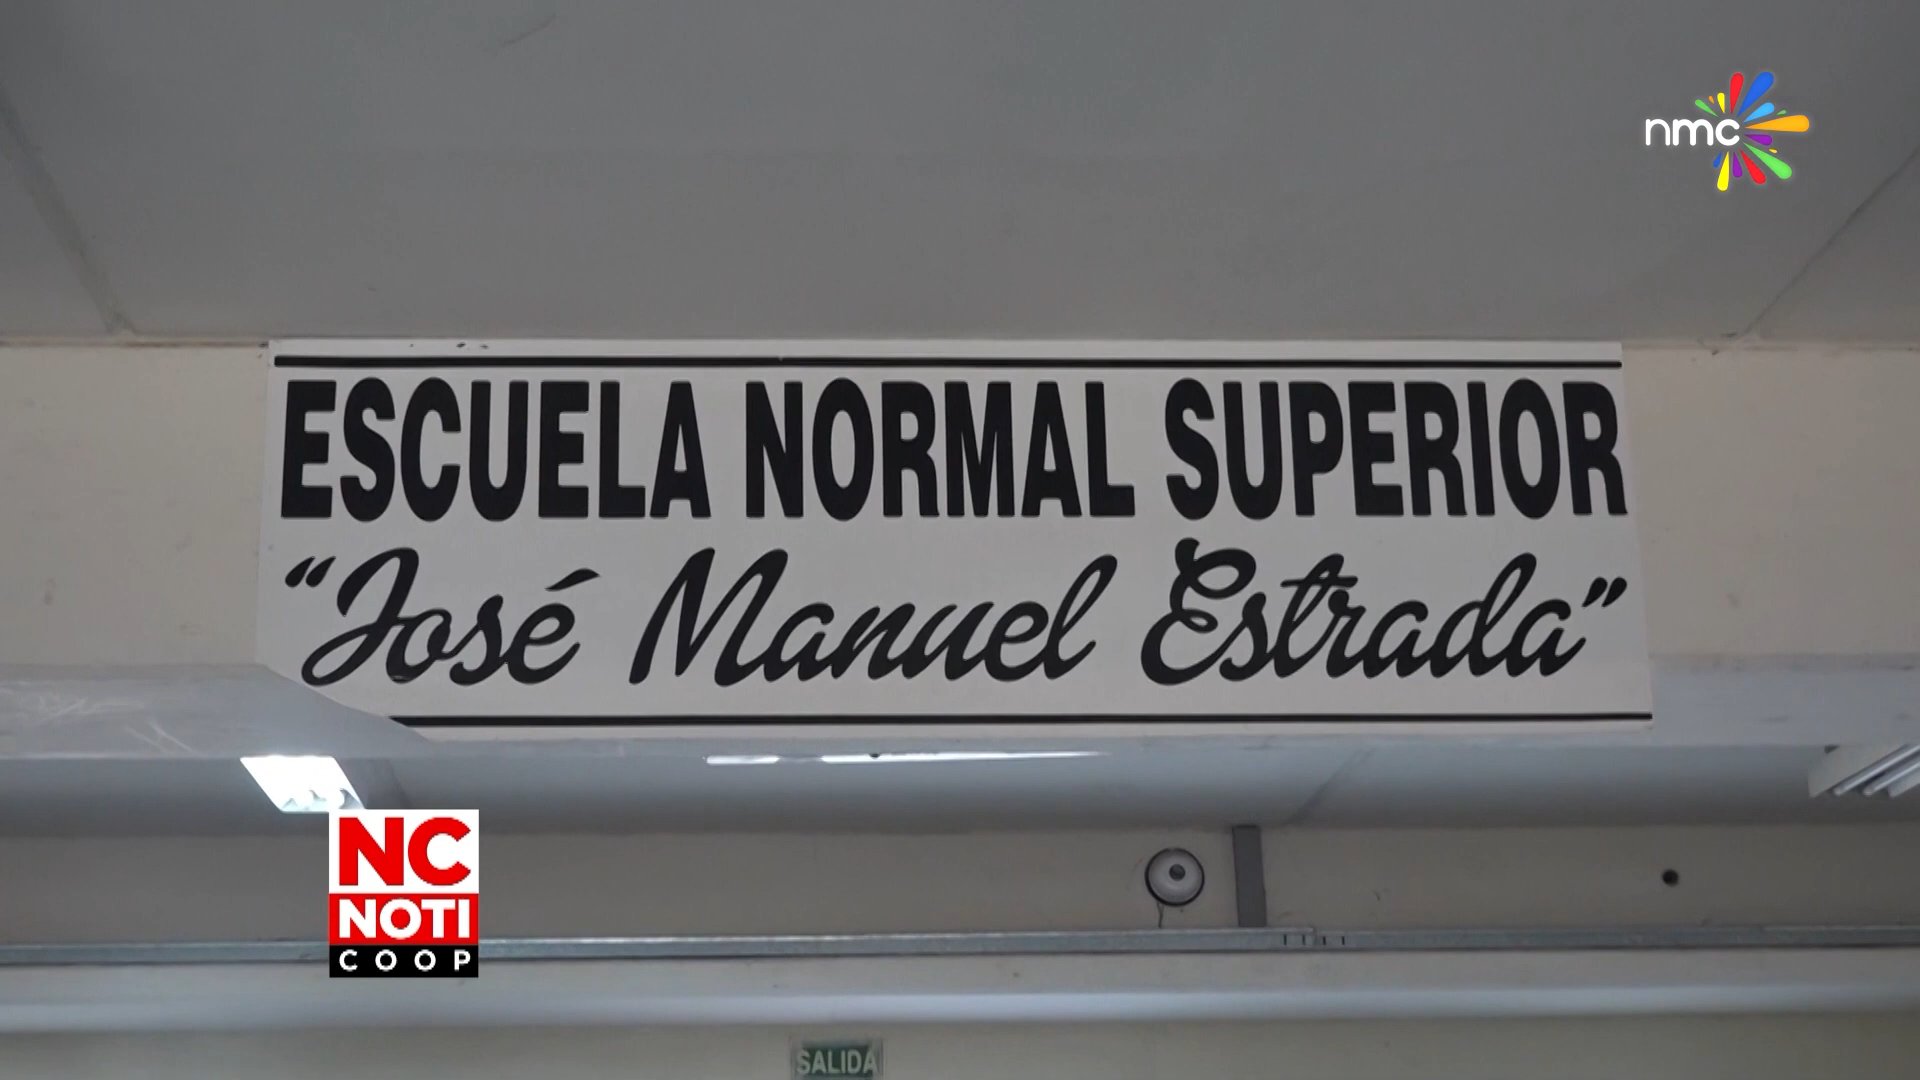 nmc
ESCUELA NORMAL SUPERIOR
“José Manuel Estrada”
NC
NOTI
COOP
SALIDA